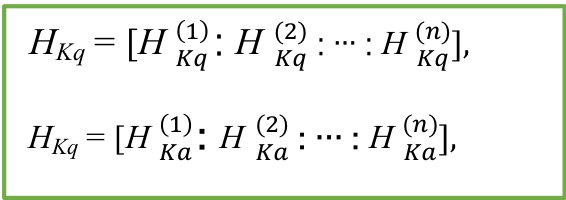 H_{Kq} = [H_{Kq}^{(1)} : H_{Kq}^{(2)} : ⋯ : H_{Kq}^{(n)}],
H_{Kq} = [H_{Ka}^{(1)} : H_{Ka}^{(2)} : ⋯ : H_{Ka}^{(n)}],